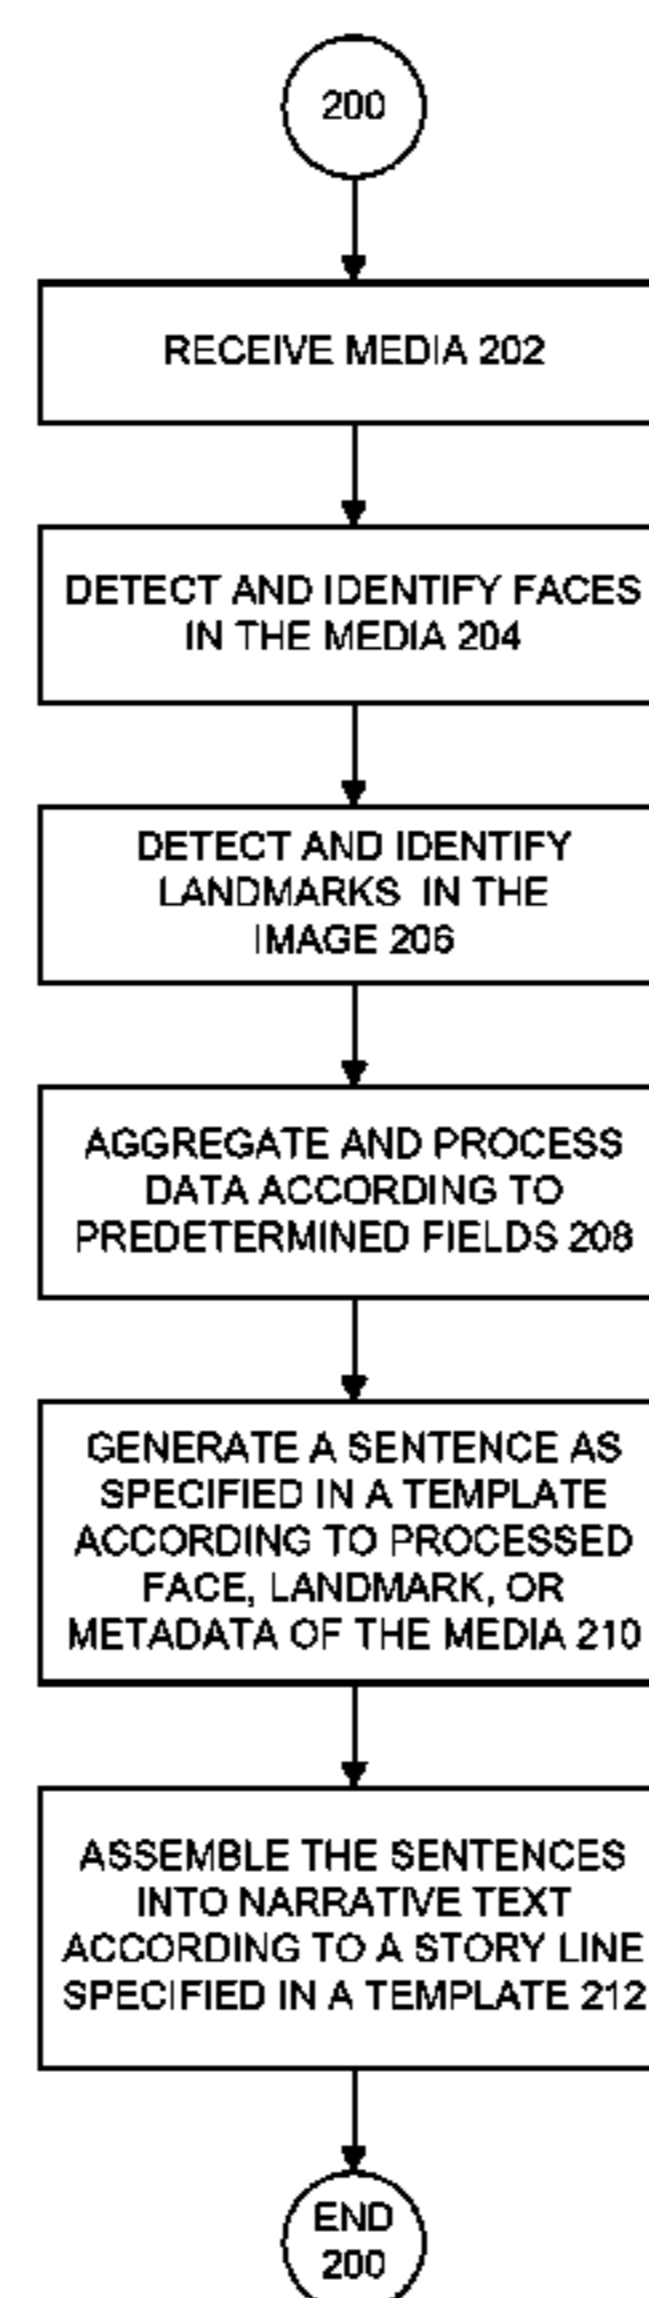 200
RECEIVE MEDIA 202
DETECT AND IDENTIFY FACES
IN THE MEDIA 204
DETECT AND IDENTIFY
LANDMARKS IN THE
IMAGE 206
AGGREGATE AND PROCESS
DATA ACCORDING TO
PREDETERMINED FIELDS 208
GENERATE A SENTENCE AS
SPECIFIED IN A TEMPLATE
ACCORDING TO PROCESSED
FACE, LANDMARK, OR
METADATA OF THE MEDIA 210
ASSEMBLE THE SENTENCES
INTO NARRATIVE TEXT
ACCORDING TO A STORY LINE
SPECIFIED IN A TEMPLATE 212
END
200